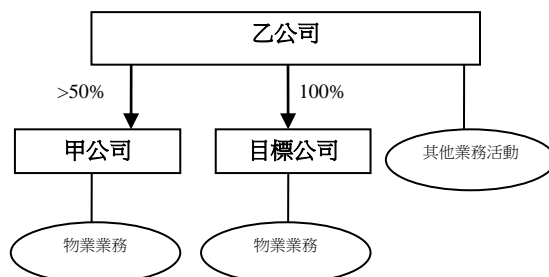 乙公司
>50%
100%
甲公司
目標公司
其他業務活動
物業業務
物業業務